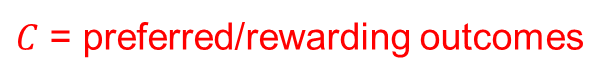 𝐶 = preferred/rewarding outcomes